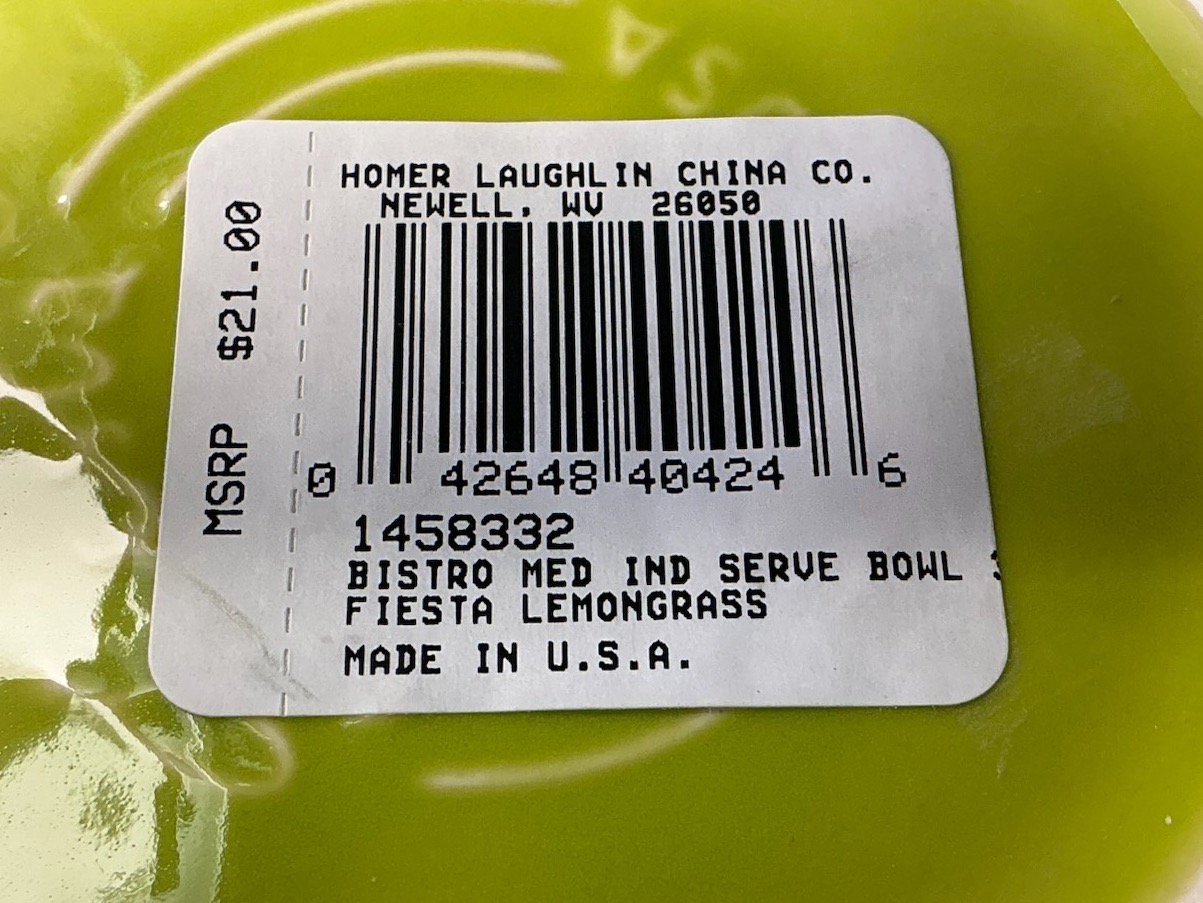 HOMER LAUGHLIN CHINA CO.
NEWELL, WV 26050
MSRP $21.00
0 42648 40424 6
1458332
BISTRO MED IND SERVE BOWL
FIESTA LEMONGRASS
MADE IN U.S.A.